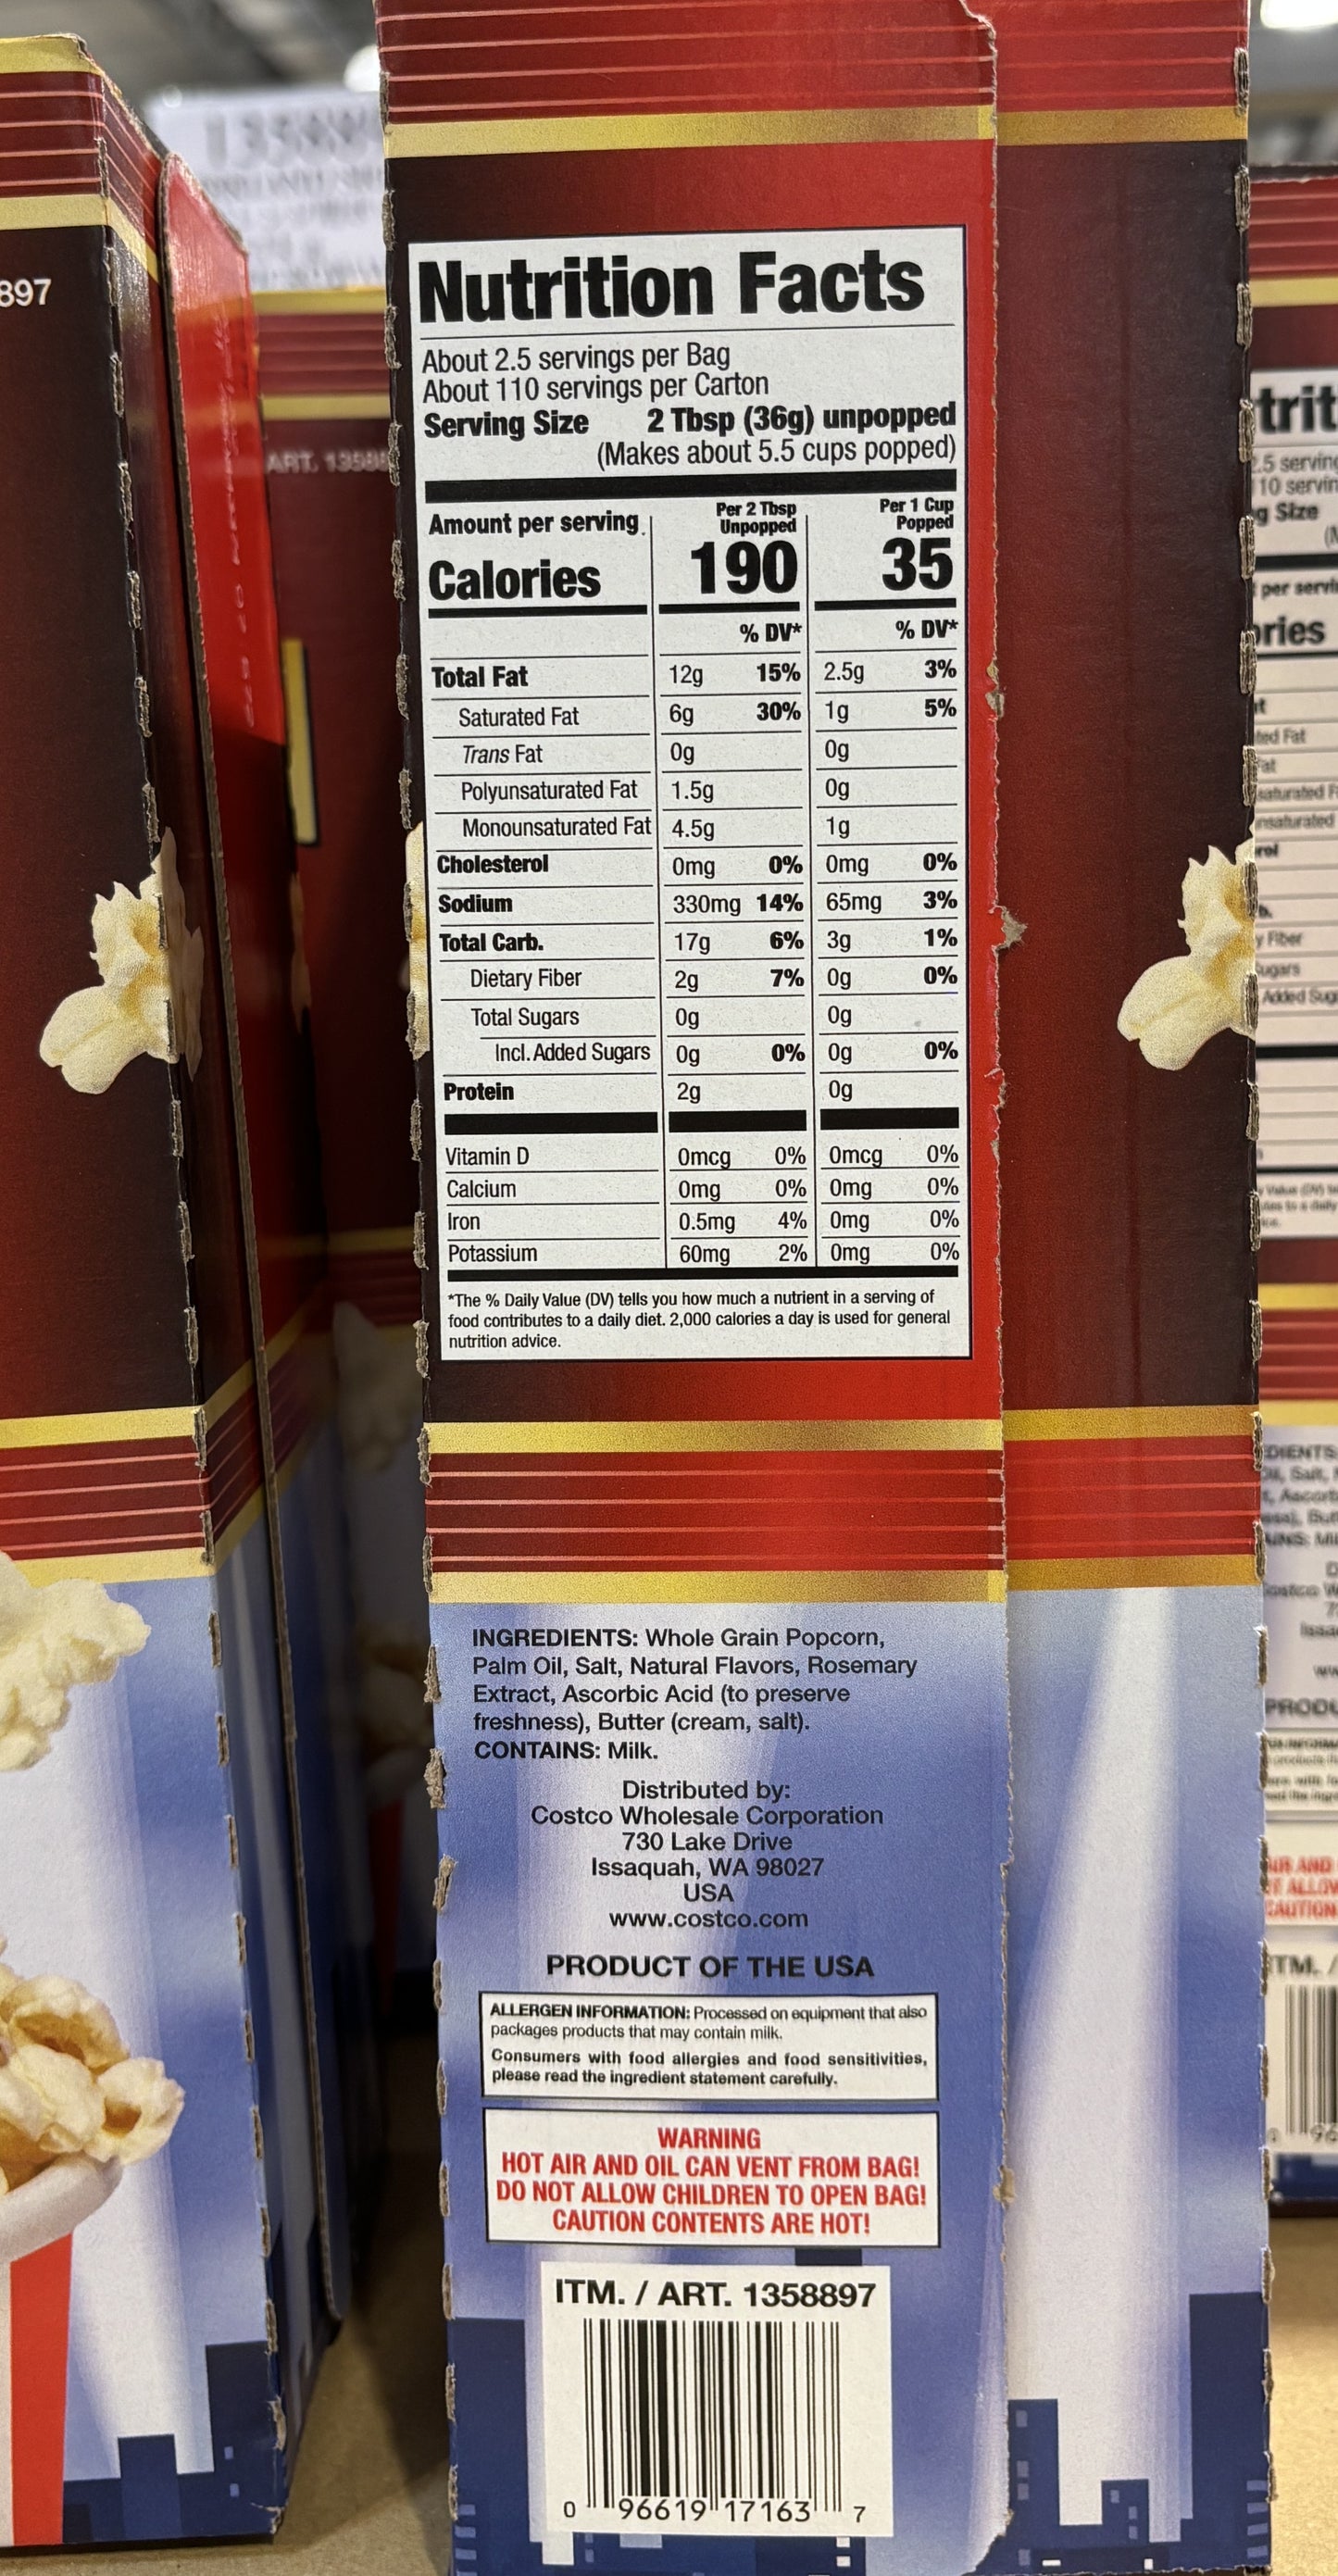 897
ART. 13588
Nutrition Facts
About 2.5 servings per Bag
About 110 servings per Carton
Serving Size 2 Tbsp (36g) unpopped
(Makes about 5.5 cups popped)
Amount per serving Per 2 Tbsp Unpopped Per 1 Cup Popped
Calories 190 35
% DV* % DV*
Total Fat 12g 15% 2.5g 3%
Saturated Fat 6g 30% 1g 5%
Trans Fat 0g 0g
Polyunsaturated Fat 1.5g 0g
Monounsaturated Fat 4.5g 1g
Cholesterol 0mg 0% 0mg 0%
Sodium 330mg 14% 65mg 3%
Total Carb. 17g 6% 3g 1%
Dietary Fiber 2g 7% 0g 0%
Total Sugars 0g 0g
Incl. Added Sugars 0g 0% 0g 0%
Protein 2g 0g
Vitamin D 0mcg 0% 0mcg 0%
Calcium 0mg 0% 0mg 0%
Iron 0.5mg 4% 0mg 0%
Potassium 60mg 2% 0mg 0%
*The % Daily Value (DV) tells you how much a nutrient in a serving of
food contributes to a daily diet. 2,000 calories a day is used for general
nutrition advice.
INGREDIENTS: Whole Grain Popcorn,
Palm Oil, Salt, Natural Flavors, Rosemary
Extract, Ascorbic Acid (to preserve
freshness), Butter (cream, salt).
CONTAINS: Milk.
Distributed by:
Costco Wholesale Corporation
730 Lake Drive
Issaquah, WA 98027
USA
www.costco.com
PRODUCT OF THE USA
ALLERGEN INFORMATION: Processed on equipment that also
packages products that may contain milk.
Consumers with food allergies and food sensitivities,
please read the ingredient statement carefully.
WARNING
HOT AIR AND OIL CAN VENT FROM BAG!
DO NOT ALLOW CHILDREN TO OPEN BAG!
CAUTION CONTENTS ARE HOT!
ITM. / ART. 1358897
0 96619 17163 7